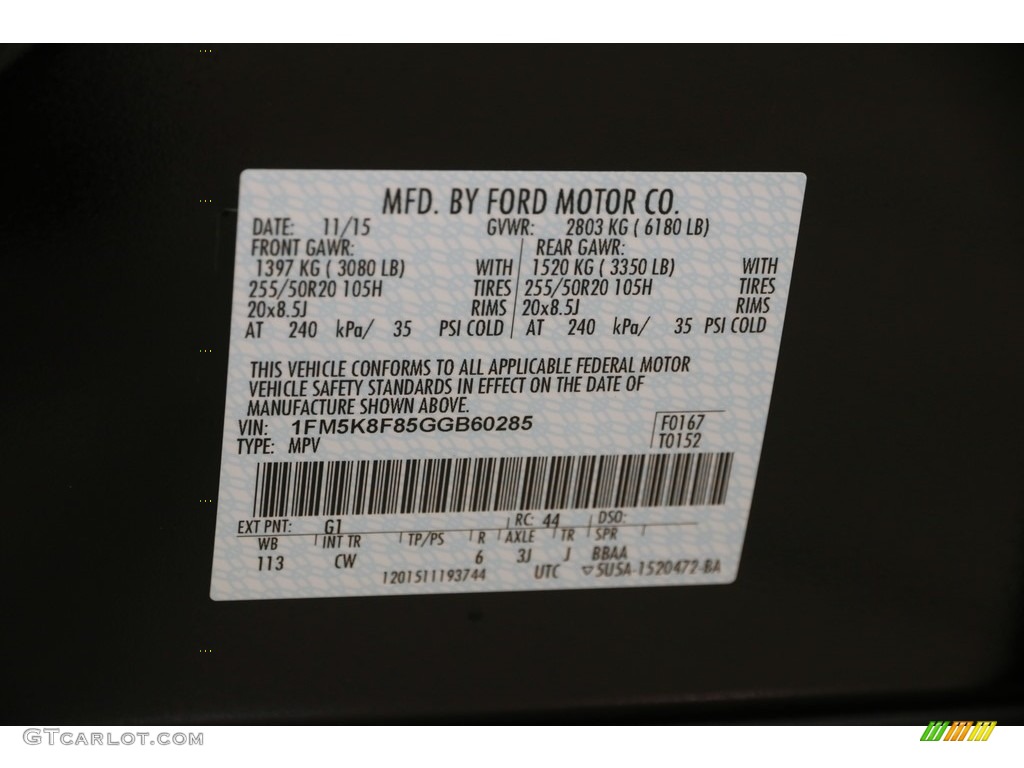 MFD. BY FORD MOTOR CO.
DATE: 11/15 GVWR: 2803 KG ( 6180 LB)
FRONT GAWR: REAR GAWR:
1397 KG ( 3080 LB) WITH 1520 KG ( 3350 LB) WITH
255/50R20 105H TIRES 255/50R20 105H TIRES
20x8.5J RIMS 20x8.5J RIMS
AT 240 kPa/ 35 PSI COLD AT 240 kPa/ 35 PSI COLD
THIS VEHICLE CONFORMS TO ALL APPLICABLE FEDERAL MOTOR
VEHICLE SAFETY STANDARDS IN EFFECT ON THE DATE OF
MANUFACTURE SHOWN ABOVE.
VIN: 1FM5K8F85GGB60285 F0167
TYPE: MPV T0152
EXT PNT: G1 RC: 44 DSO:
WB INT TR TP/PS R AXLE TR SPR
113 CW 6 3J J BBAA
1201511193744 UTC ▽5U5A-1520472-BA
GTCarlot.com